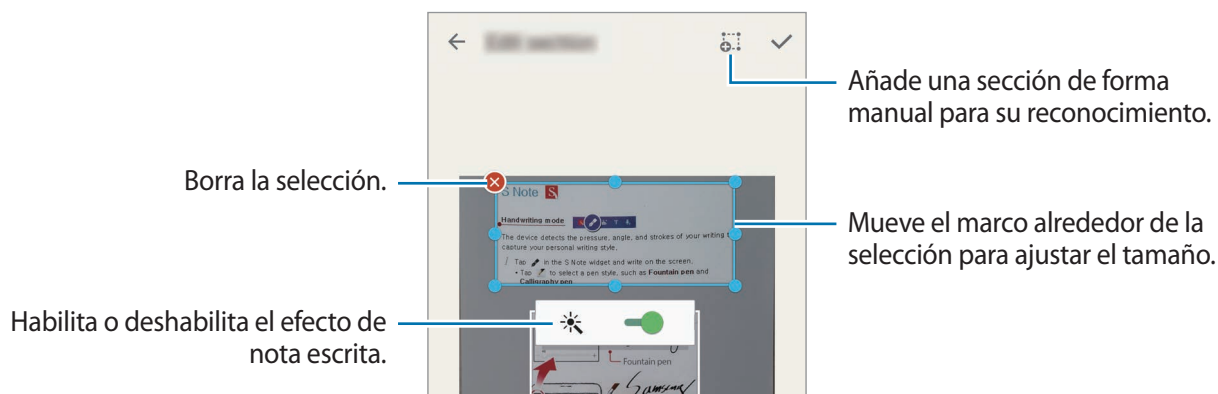 Añade una sección de forma
manual para su reconocimiento.
Borra la selección.
S Note
Handwriting mode
The device detects the pressure, angle, and strokes of your writing t
capture your personal writing style.
Tap in the S Note widget and write on the screen.
• Tap to select a pen style, such as Fountain pen and
Calligraphy pen
Mueve el marco alrededor de la
selección para ajustar el tamaño.
Habilita o deshabilita el efecto de
nota escrita.
Fountain pen
Samsung